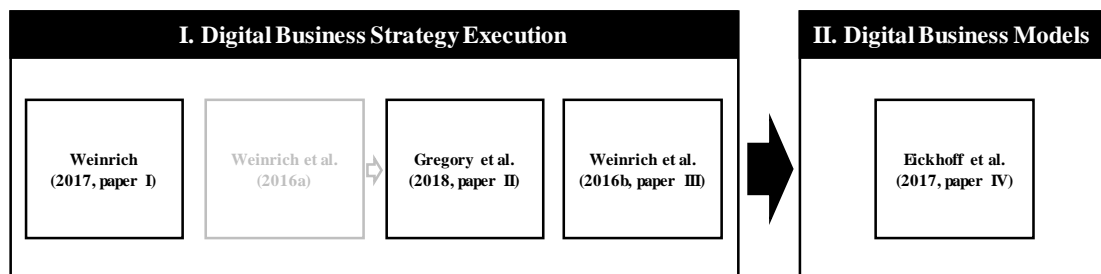 I. Digital Business Strategy Execution
II. Digital Business Models
Weinrich
(2017, paper I)
Weinrich et al.
(2016a)
Gregory et al.
(2018, paper II)
Weinrich et al.
(2016b, paper III)
Eickhoff et al.
(2017, paper IV)